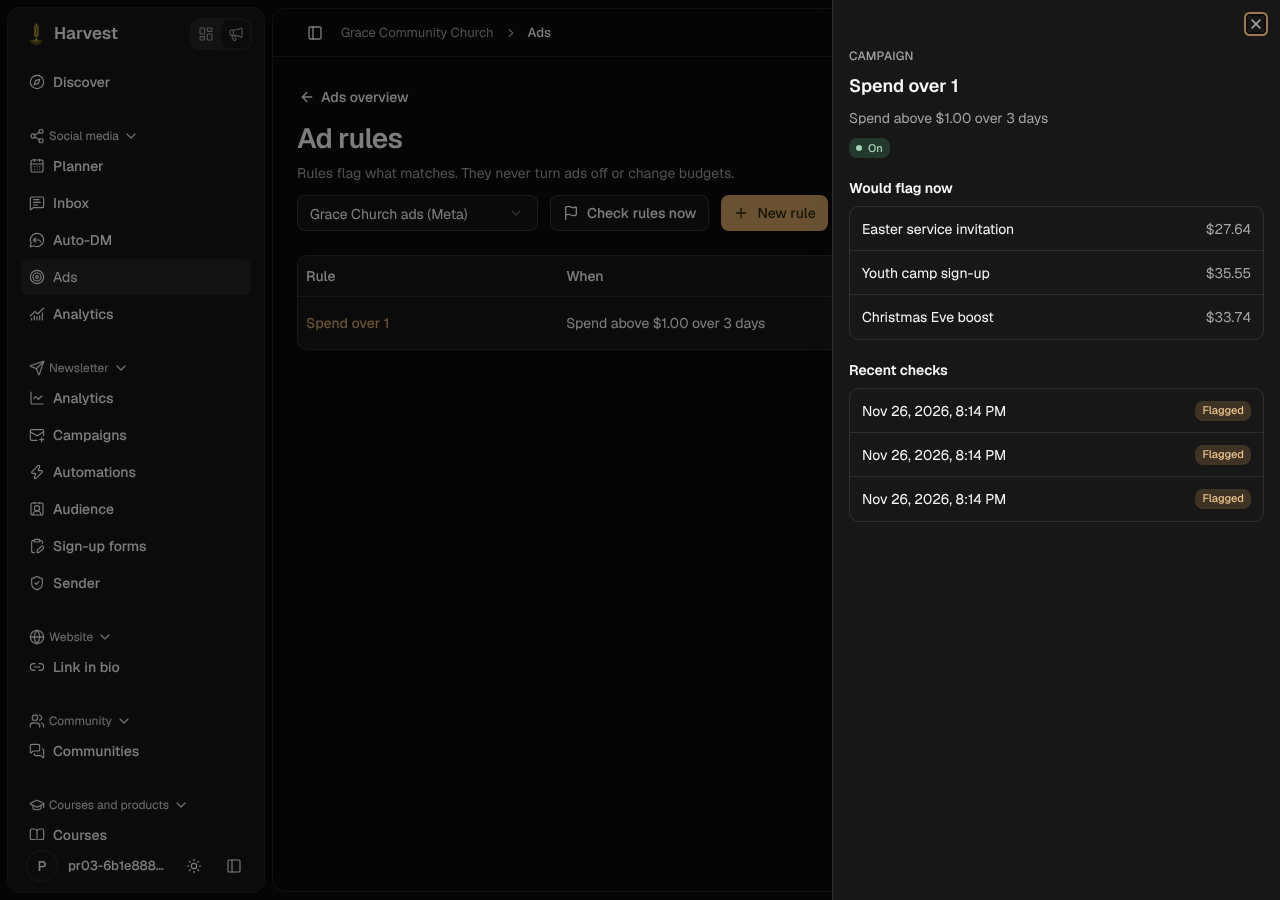 Harvest
Discover
Social media
Planner
Inbox
Auto-DM
Ads
Analytics
Newsletter
Analytics
Campaigns
Automations
Audience
Sign-up forms
Sender
Website
Link in bio
Community
Communities
Courses and products
Courses
P pr03-6b1e888…
Grace Community Church > Ads
Ads overview
Ad rules
Rules flag what matches. They never turn ads off or change budgets.
Grace Church ads (Meta) Check rules now New rule
Rule When
Spend over 1 Spend above $1.00 over 3 days
CAMPAIGN
Spend over 1
Spend above $1.00 over 3 days
On
Would flag now
Easter service invitation $27.64
Youth camp sign-up $35.55
Christmas Eve boost $33.74
Recent checks
Nov 26, 2026, 8:14 PM Flagged
Nov 26, 2026, 8:14 PM Flagged
Nov 26, 2026, 8:14 PM Flagged